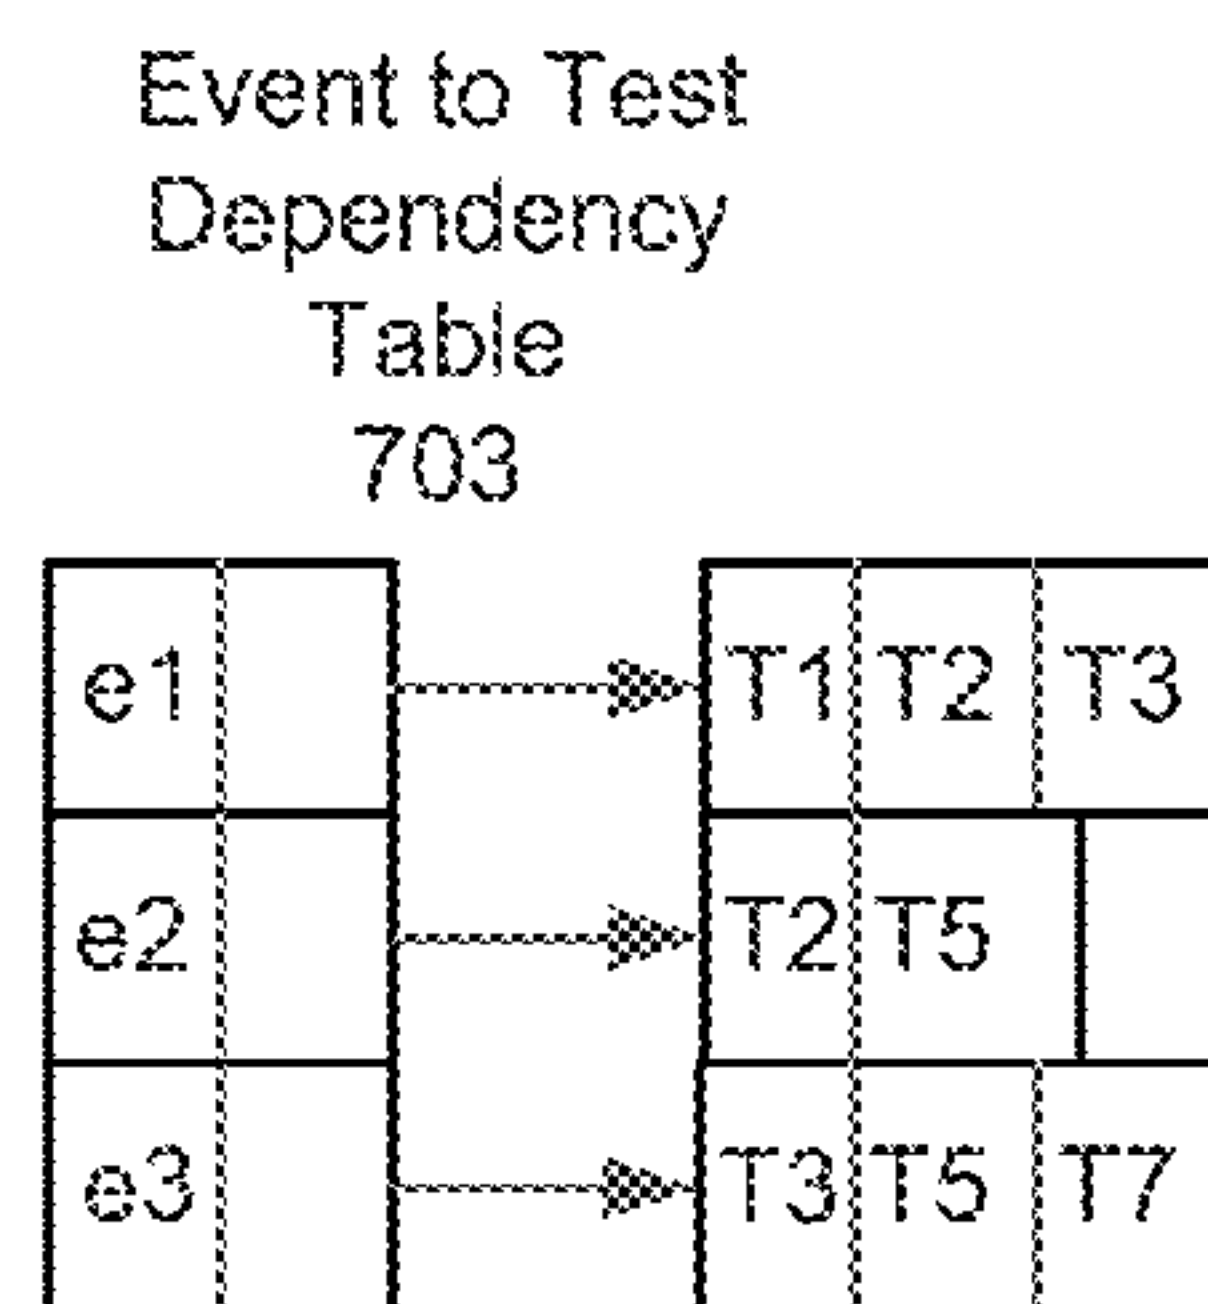 Event to Test
Dependency
Table
703
e1 T1 T2 T3
e2 T2 T5
e3 T3 T5 T7